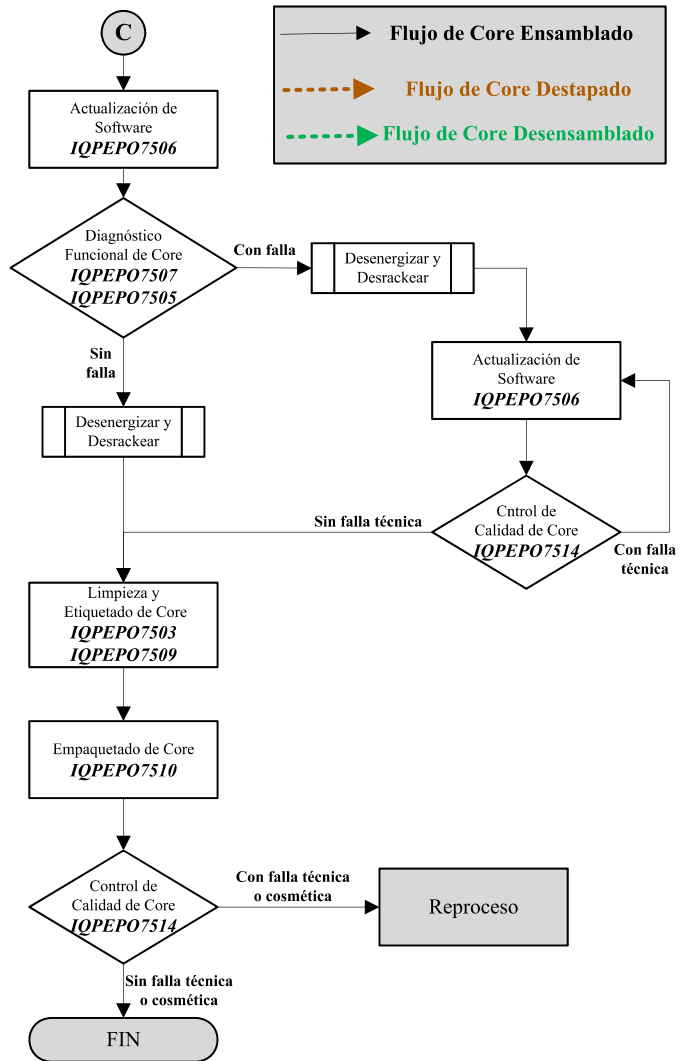 C
Flujo de Core Ensamblado
Flujo de Core Destapado
Flujo de Core Desensamblado
Actualización de
Software
IQPEPO7506
Diagnóstico
Funcional de Core
IQPEPO7507
IQPEPO7505
Con falla
Desenergizar y
Desrackear
Sin
falla
Actualización de
Software
IQPEPO7506
Desenergizar y
Desrackear
Cntrol de
Calidad de Core
IQPEPO7514
Sin falla técnica
Con falla
técnica
Limpieza y
Etiquetado de Core
IQPEPO7503
IQPEPO7509
Empaquetado de Core
IQPEPO7510
Control de
Calidad de Core
IQPEPO7514
Con falla técnica
o cosmética
Reproceso
Sin falla técnica
o cosmética
FIN